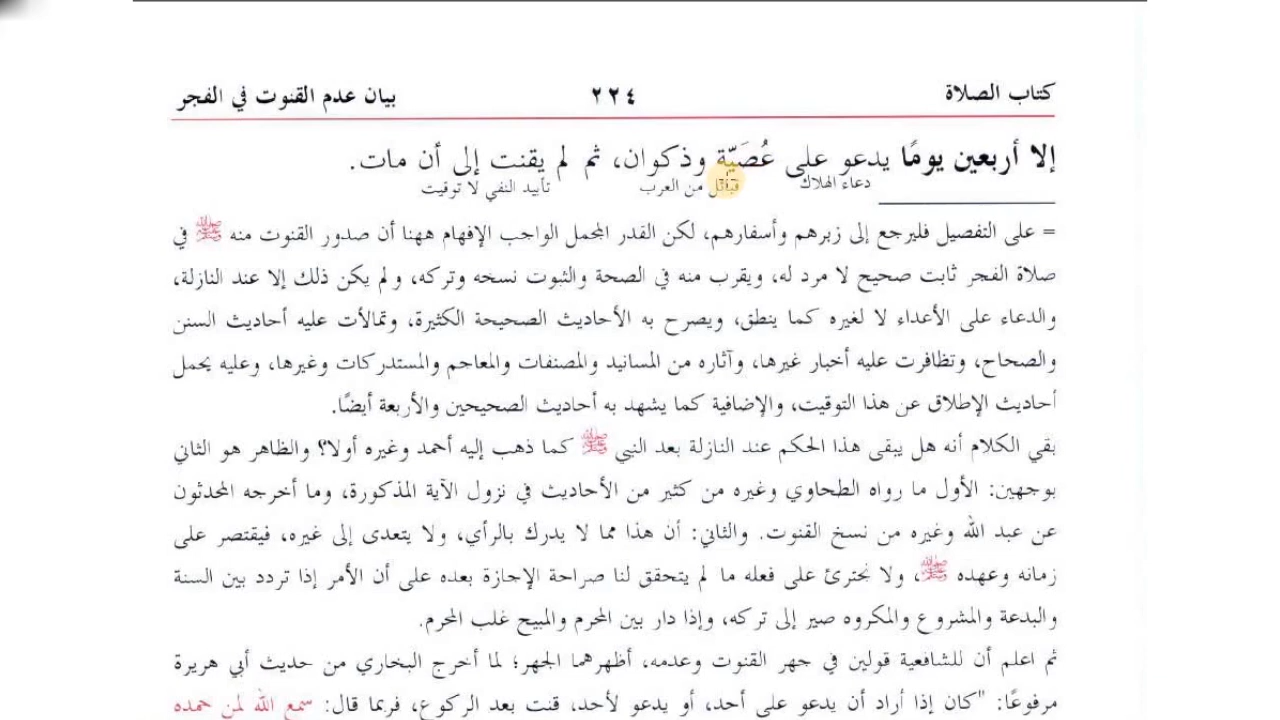 كتاب الصلاة ٢٢٤ بيان عدم القنوت في الفجر
إلا أربعين يومًا يدعو على عُصَيّة وذكوان، ثم لم يقنت إلى أن مات.
دعاء الهلاك قبائل من العرب تأبيد النفي لا توقيت
= على التفصيل فليرجع إلى زبرهم وأسفارهم، لكن القدر المجمل الواجب الإفهام ههنا أن صدور القنوت منه ﷺ في
صلاة الفجر ثابت صحيح لا مرد له، ويقرب منه في الصحة والثبوت نسخه وتركه، ولم يكن ذلك إلا عند النازلة،
والدعاء على الأعداء لا لغيره كما ينطق، ويصرح به الأحاديث الصحيحة الكثيرة، وتمالأت عليه أحاديث السنن
والصحاح، وتظافرت عليه أخبار غيرها، وآثاره من المسانيد والمصنفات والمعاجم والمستدركات وغيرها، وعليه يحمل
أحاديث الإطلاق عن هذا التوقيت، والإضافية كما يشهد به أحاديث الصحيحين والأربعة أيضًا.
بقي الكلام أنه هل يبقى هذا الحكم عند النازلة بعد النبي ﷺ كما ذهب إليه أحمد وغيره أولا؟ والظاهر هو الثاني
بوجهين: الأول ما رواه الطحاوي وغيره من كثير من الأحاديث في نزول الآية المذكورة، وما أخرجه المحدثون
عن عبد الله وغيره من نسخ القنوت. والثاني: أن هذا مما لا يدرك بالرأي، ولا يتعدى إلى غيره، فيقتصر على
زمانه وعهده ﷺ، ولا نجترئ على فعله ما لم يتحقق لنا صراحة الإجازة بعده على أن الأمر إذا تردد بين السنة
والبدعة والمشروع والمكروه صير إلى تركه، وإذا دار بين المحرم والمبيح غلب المحرم.
ثم اعلم أن للشافعية قولين في جهر القنوت وعدمه، أظهرهما الجهر؛ لما أخرج البخاري من حديث أبي هريرة
مرفوعًا: "كان إذا أراد أن يدعو على أحد، أو يدعو لأحد، قنت بعد الركوع، فربما قال: سمع الله لمن حمده